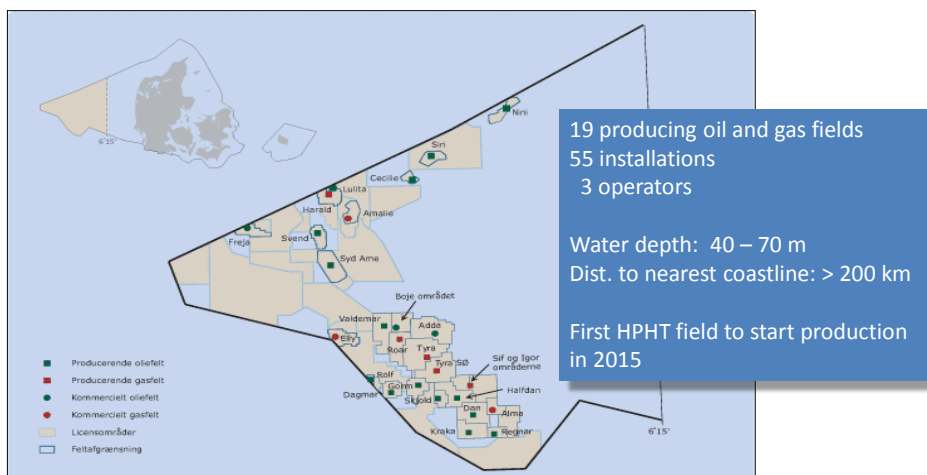 6°15'
Nini
Siri
Cecilie
Lulita
Harald
Amalie
Freja
Svend
Syd Arne
Boje området
Valdemar
Adda
Elly
Roar
Tyra
Tyra SØ
Sif og Igor
områderne
Rolf
Gorm
Dagmar
Skjold
Halfdan
Dan
Alma
Kraka
Regnar
6°15'
Producerende oliefelt
Producerende gasfelt
Kommercielt oliefelt
Kommercielt gasfelt
Licensområder
Feltafgrænsning
19 producing oil and gas fields
55 installations
3 operators
Water depth: 40 – 70 m
Dist. to nearest coastline: > 200 km
First HPHT field to start production
in 2015